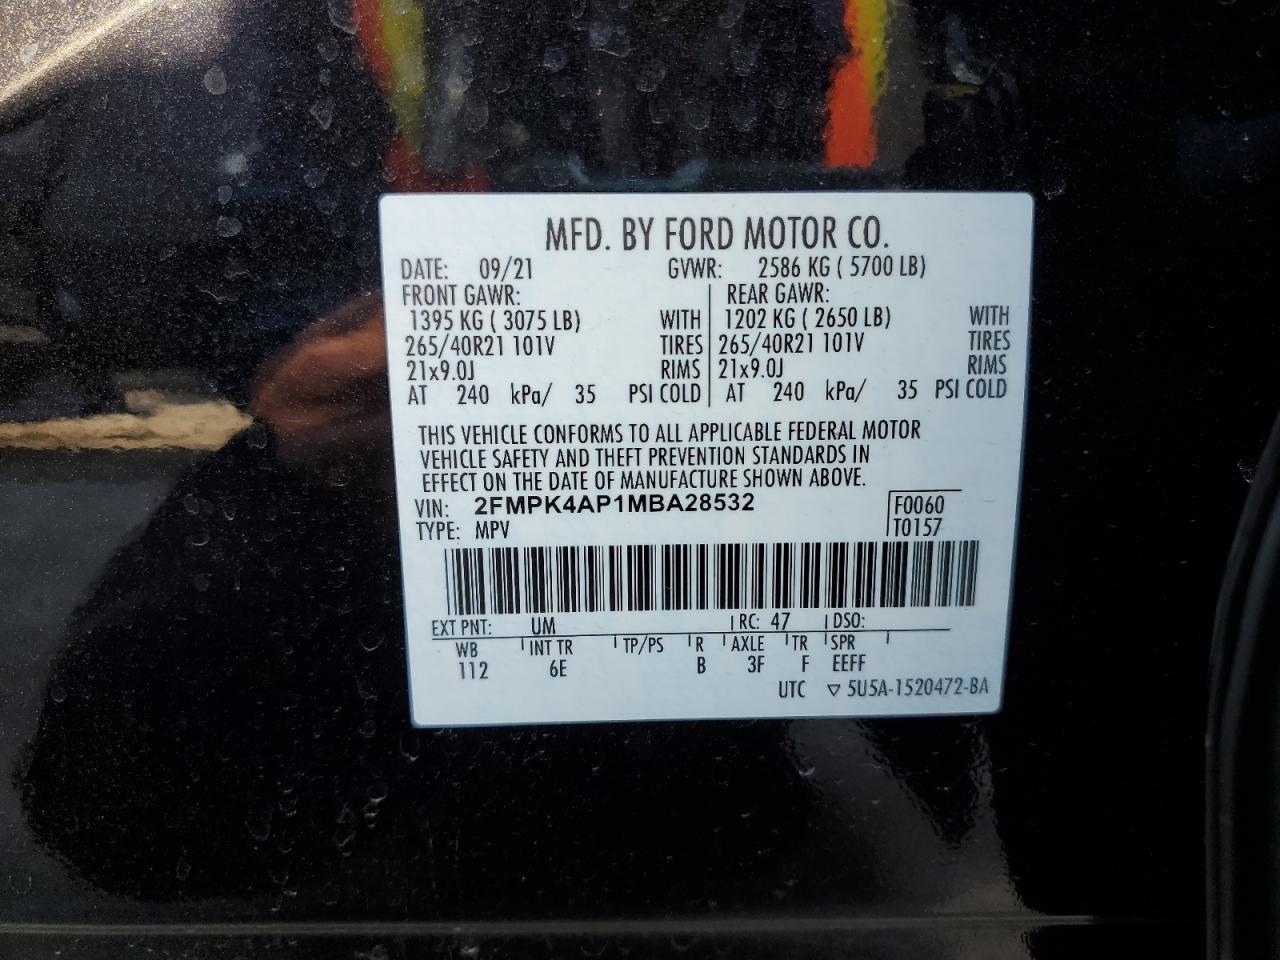 MFD. BY FORD MOTOR CO.
DATE: 09/21 GVWR: 2586 KG ( 5700 LB)
FRONT GAWR: REAR GAWR:
1395 KG ( 3075 LB) WITH 1202 KG ( 2650 LB) WITH
265/40R21 101V TIRES 265/40R21 101V TIRES
21x9.0J RIMS 21x9.0J RIMS
AT 240 kPa/ 35 PSI COLD AT 240 kPa/ 35 PSI COLD
THIS VEHICLE CONFORMS TO ALL APPLICABLE FEDERAL MOTOR
VEHICLE SAFETY AND THEFT PREVENTION STANDARDS IN
EFFECT ON THE DATE OF MANUFACTURE SHOWN ABOVE.
VIN: 2FMPK4AP1MBA28532 F0060
TYPE: MPV T0157
EXT PNT: UM RC: 47 DSO:
WB INT TR TP/PS R AXLE TR SPR
112 6E B 3F F EEFF
UTC ▽ 5U5A-1520472-BA